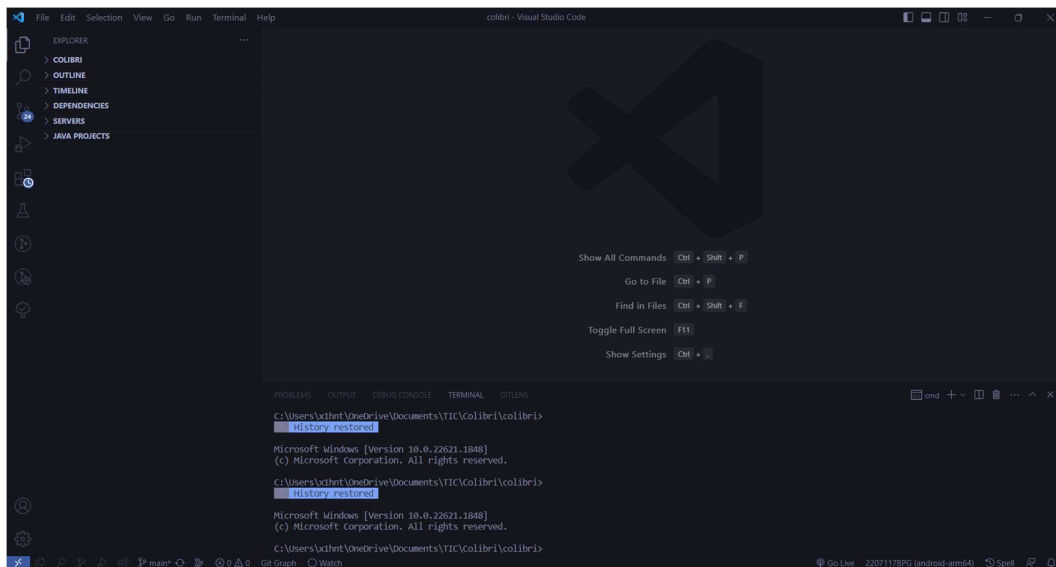 File Edit Selection View Go Run Terminal Help
colibri - Visual Studio Code
EXPLORER
COLIBRI
OUTLINE
TIMELINE
DEPENDENCIES
SERVERS
JAVA PROJECTS
24
Show All Commands Ctrl + Shift + P
Go to File Ctrl + P
Find in Files Ctrl + Shift + F
Toggle Full Screen F11
Show Settings Ctrl + ,
PROBLEMS OUTPUT DEBUG CONSOLE TERMINAL GITLENS
cmd
C:\Users\x1hnt\OneDrive\Documents\TIC\Colibri\colibri>
History restored
Microsoft Windows [Version 10.0.22621.1848]
(c) Microsoft Corporation. All rights reserved.
C:\Users\x1hnt\OneDrive\Documents\TIC\Colibri\colibri>
History restored
Microsoft Windows [Version 10.0.22621.1848]
(c) Microsoft Corporation. All rights reserved.
C:\Users\x1hnt\OneDrive\Documents\TIC\Colibri\colibri>
main* 0 0 Git Graph Watch Go Live 22071178PG (android-arm64) Spell